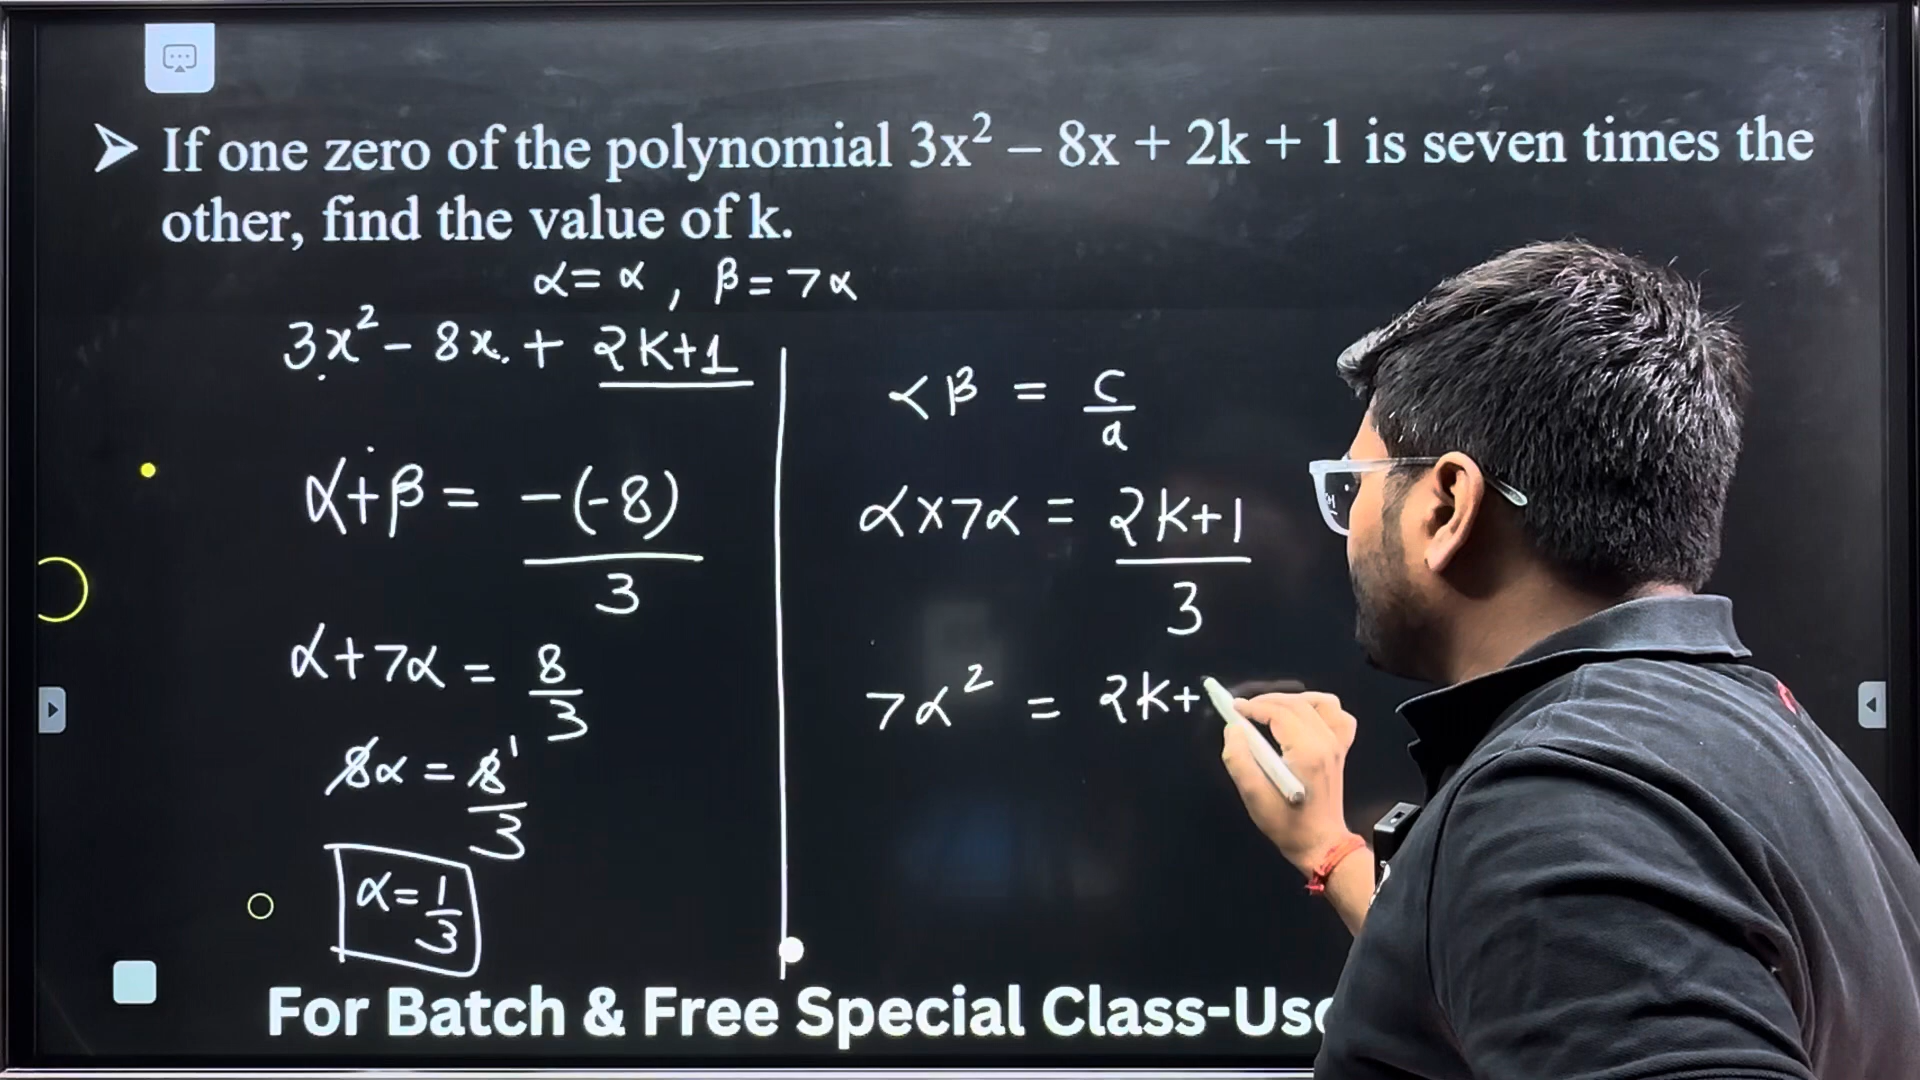 ➤ If one zero of the polynomial 3x² – 8x + 2k + 1 is seven times the
other, find the value of k.
α = α , β = 7α
3x² - 8x + 2K+1
α+β = -(-8)/3
α+7α = 8/3
8α = 8¹/3
α = 1/3
αβ = c/a
α×7α = 2K+1/3
7α² = 2K+
For Batch & Free Special Class-